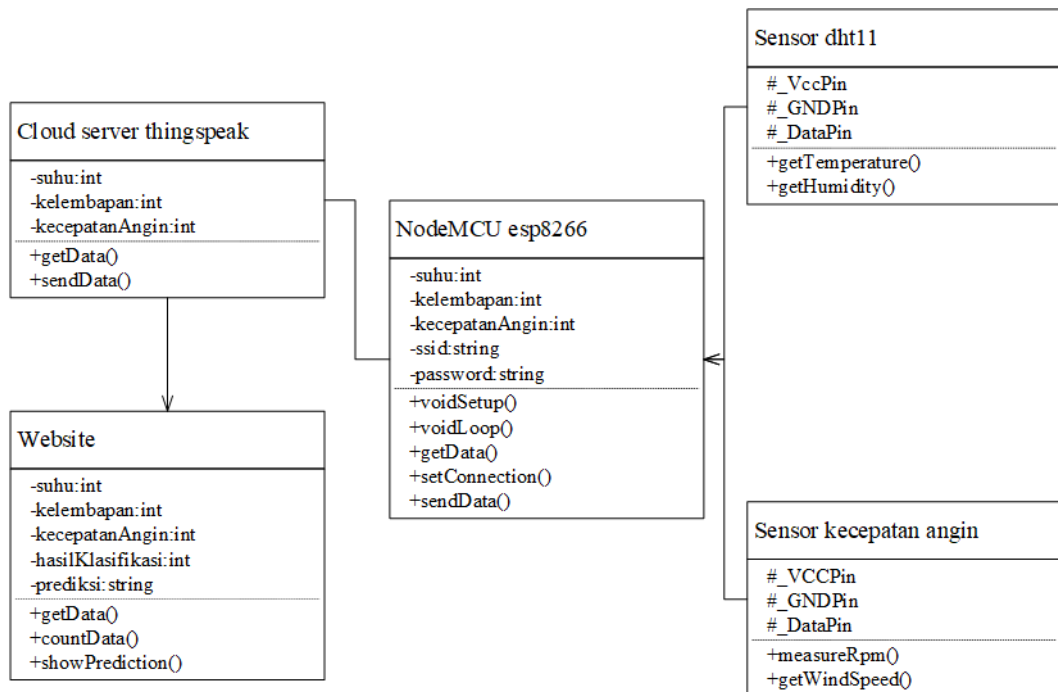 Cloud server thingspeak
-suhu:int
-kelembapan:int
-kecepatanAngin:int
+getData()
+sendData()
Website
-suhu:int
-kelembapan:int
-kecepatanAngin:int
-hasilKlasifikasi:int
-prediksi:string
+getData()
+countData()
+showPrediction()
NodeMCU esp8266
-suhu:int
-kelembapan:int
-kecepatanAngin:int
-ssid:string
-password:string
+voidSetup()
+voidLoop()
+getData()
+setConnection()
+sendData()
Sensor dht11
#_VccPin
#_GNDPin
#_DataPin
+getTemperature()
+getHumidity()
Sensor kecepatan angin
#_VCCPin
#_GNDPin
#_DataPin
+measureRpm()
+getWindSpeed()